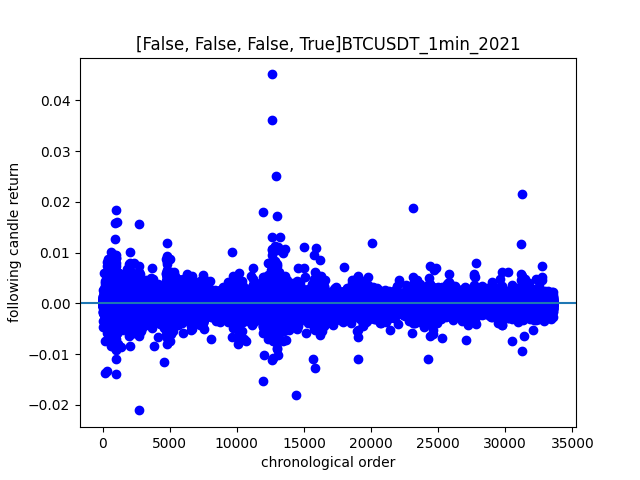 [False, False, False, True]BTCUSDT_1min_2021
following candle return
0.04
0.03
0.02
0.01
0.00
−0.01
−0.02
0 5000 10000 15000 20000 25000 30000 35000
chronological order